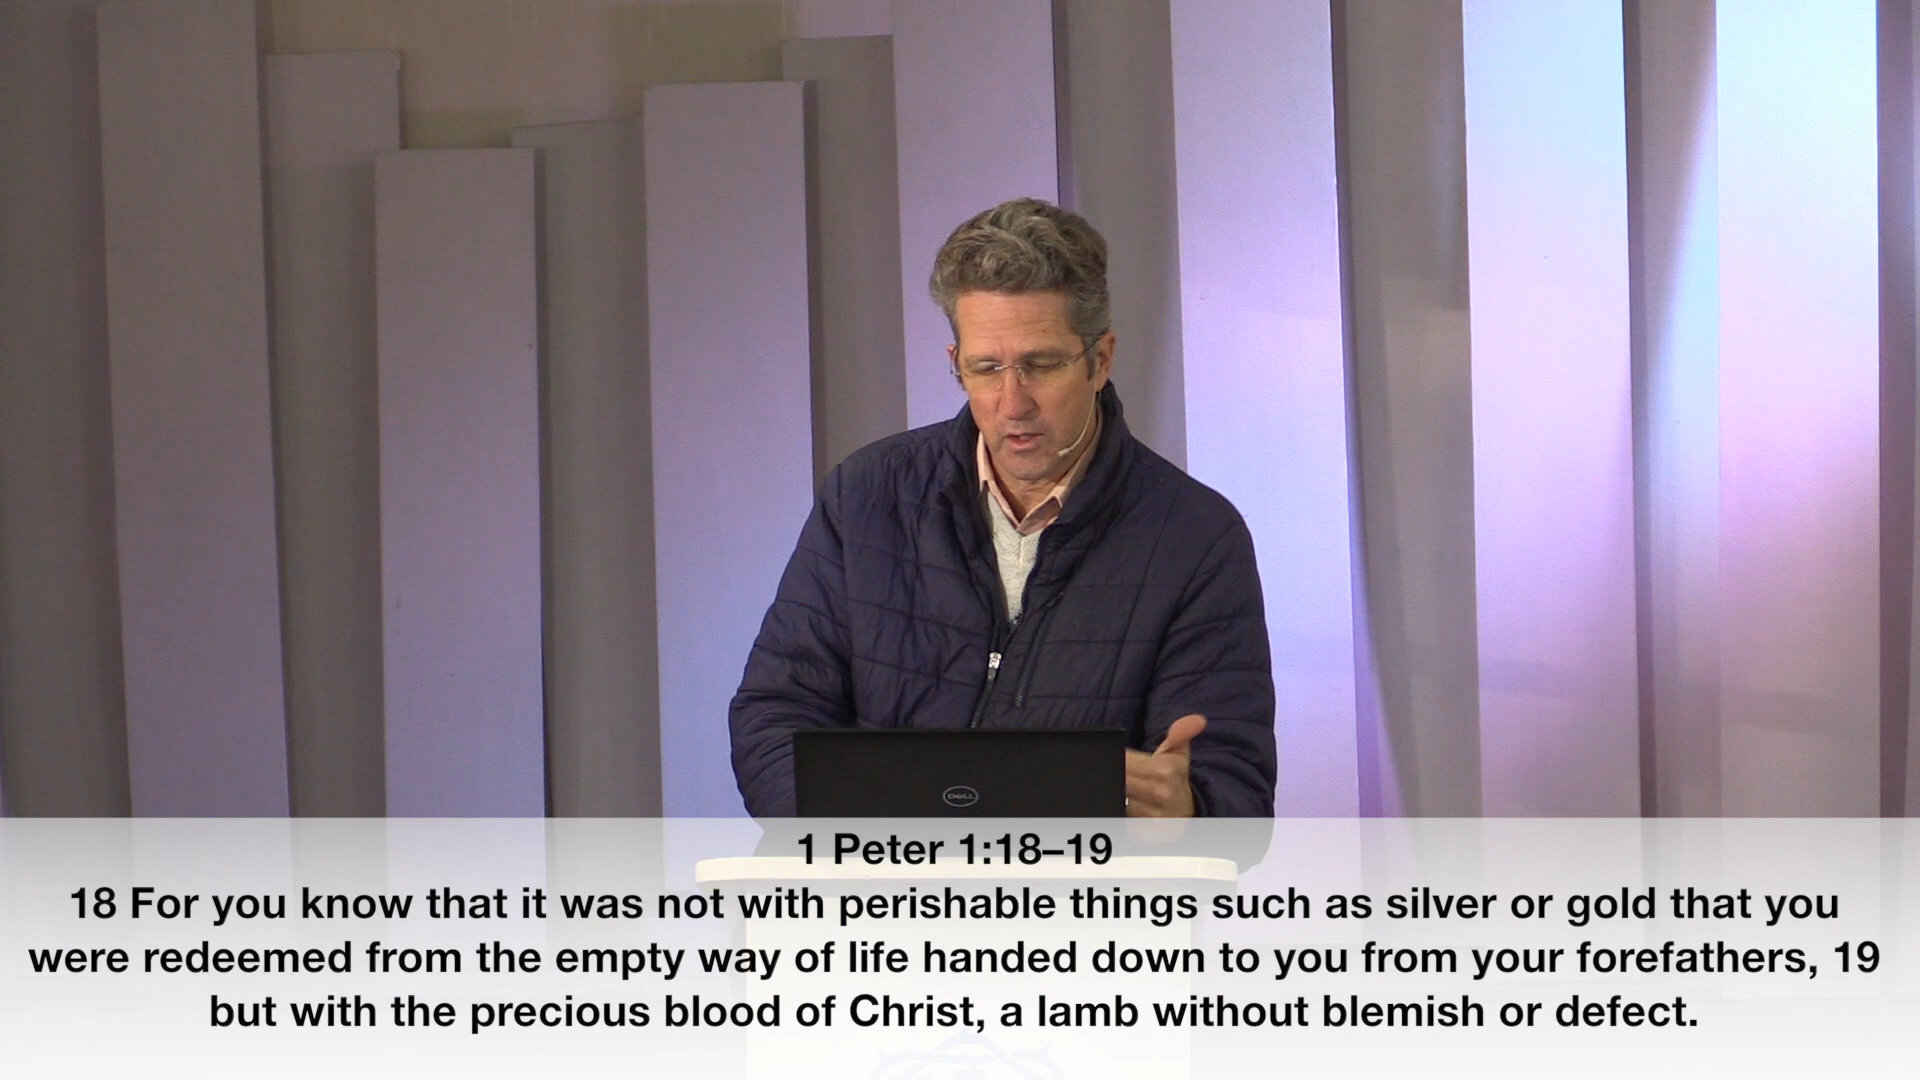 DELL
1 Peter 1:18–19
18 For you know that it was not with perishable things such as silver or gold that you
were redeemed from the empty way of life handed down to you from your forefathers, 19
but with the precious blood of Christ, a lamb without blemish or defect.